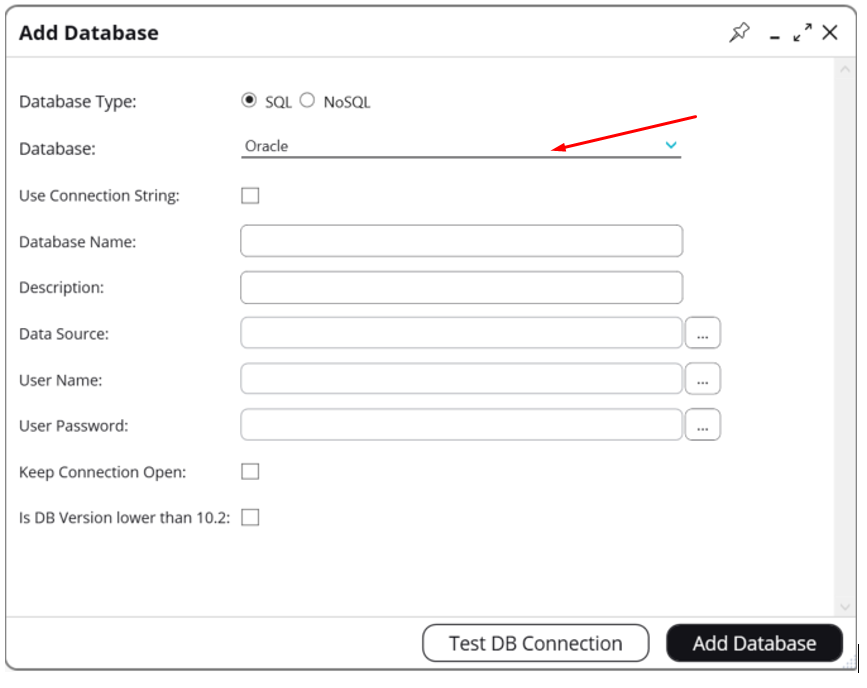 Add Database
Database Type: SQL NoSQL
Database: Oracle
Use Connection String:
Database Name:
Description:
Data Source: ...
User Name: ...
User Password: ...
Keep Connection Open:
Is DB Version lower than 10.2:
Test DB Connection Add Database